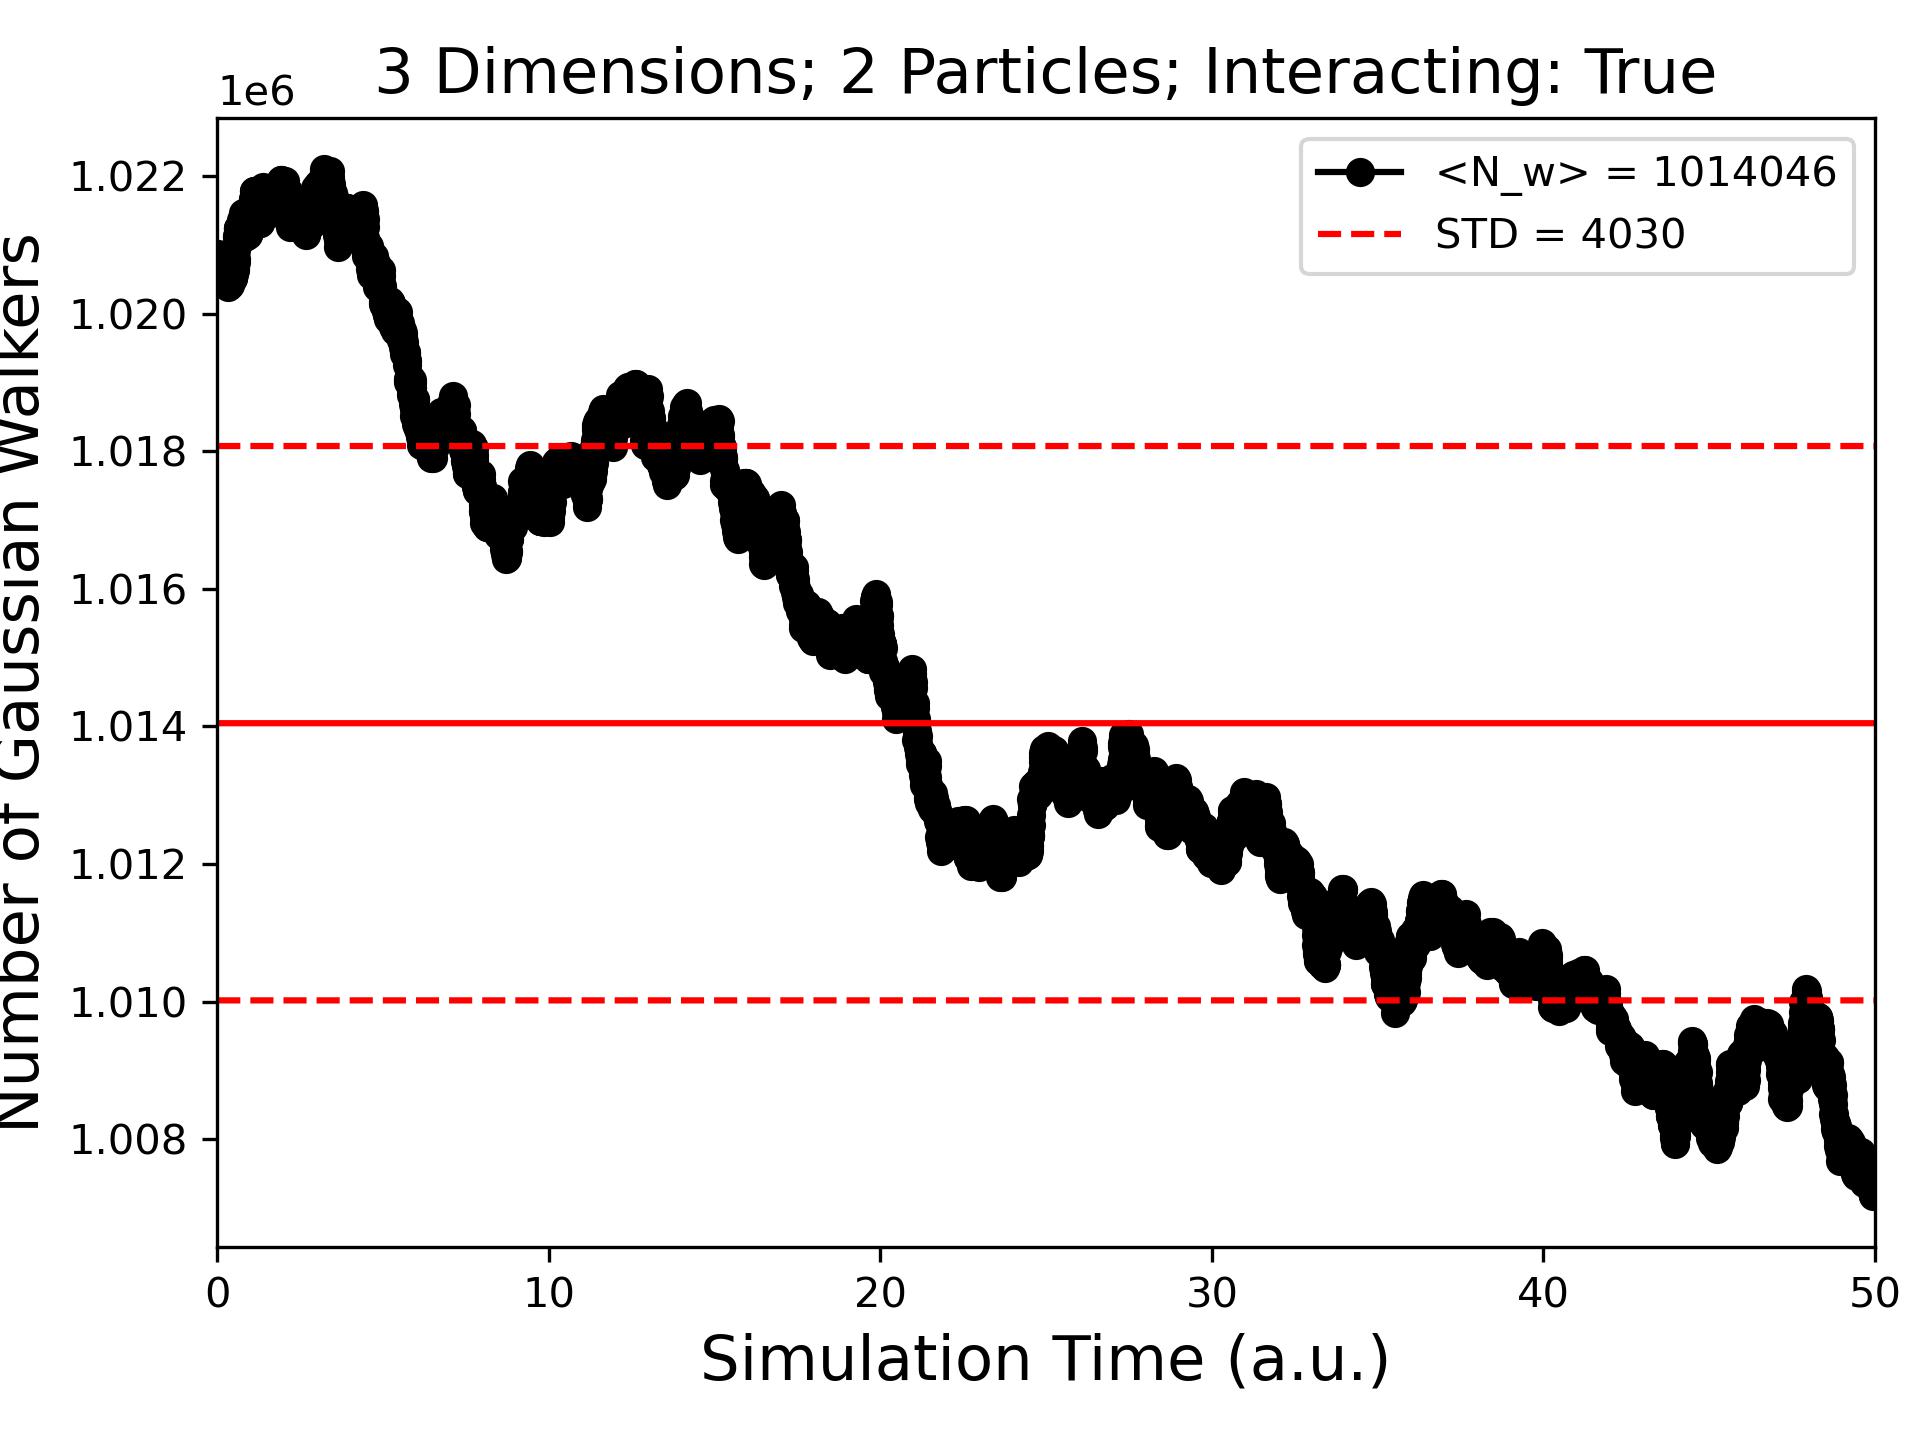 3 Dimensions; 2 Particles; Interacting: True
1e6
<N_w> = 1014046
STD = 4030
1.022
1.020
1.018
1.016
1.014
1.012
1.010
1.008
Number of Gaussian Walkers
0 10 20 30 40 50
Simulation Time (a.u.)